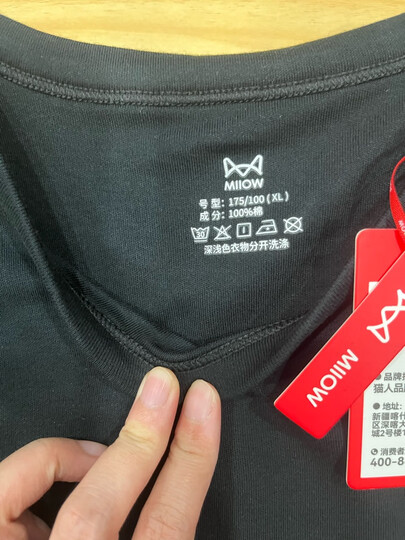 MIIOW
号 型：175/100（XL）
成 分：100%棉
30
深浅色衣物分开洗涤
MIIOW
品牌
猫人品
地址
新疆喀什
区深喀大
城2号楼1
消费者
400-8